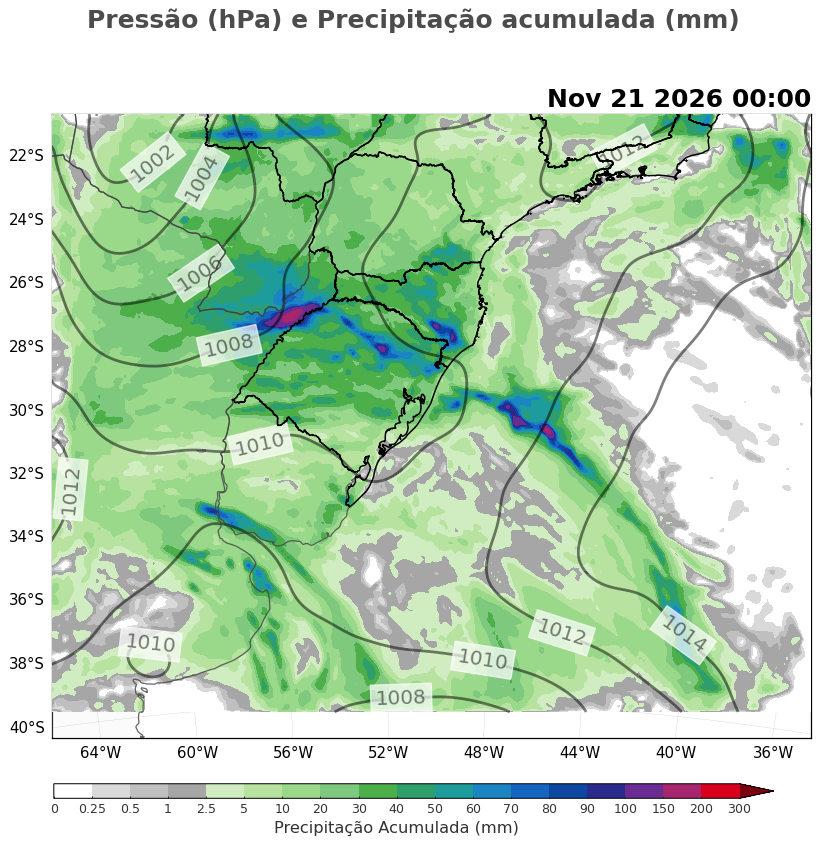 Pressão (hPa) e Precipitação acumulada (mm)
Nov 21 2026 00:00
1002
1004
1012
1006
1008
1010
1012
1010
1010
1012
1014
1008
22°S
24°S
26°S
28°S
30°S
32°S
34°S
36°S
38°S
40°S
64°W 60°W 56°W 52°W 48°W 44°W 40°W 36°W
0 0.25 0.5 1 2.5 5 10 20 30 40 50 60 70 80 90 100 150 200 300
Precipitação Acumulada (mm)